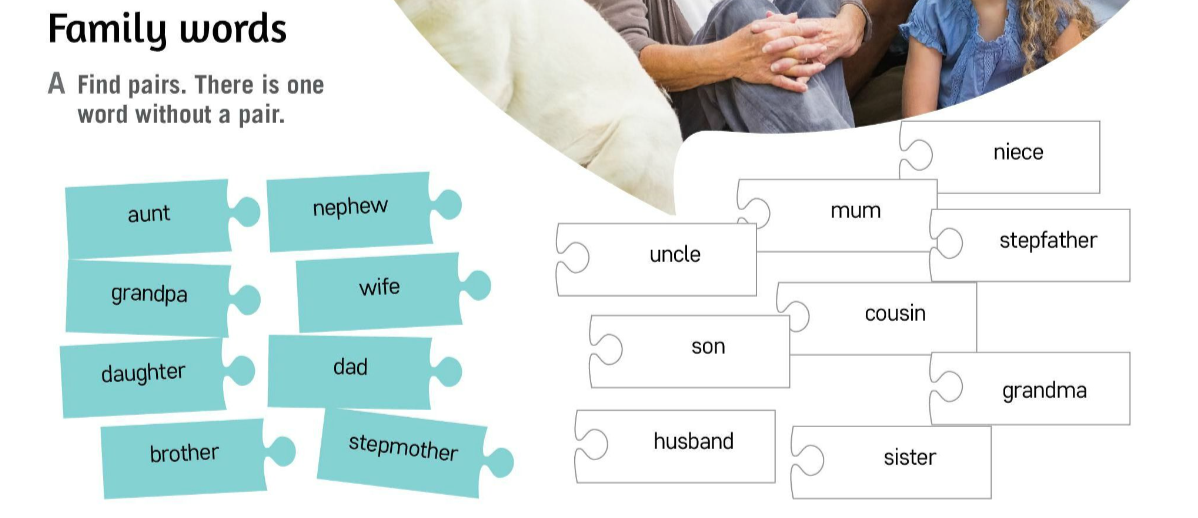 Family words
A Find pairs. There is one
word without a pair.
aunt
nephew
grandpa
wife
daughter
dad
brother
stepmother
niece
mum
stepfather
uncle
cousin
son
grandma
husband
sister